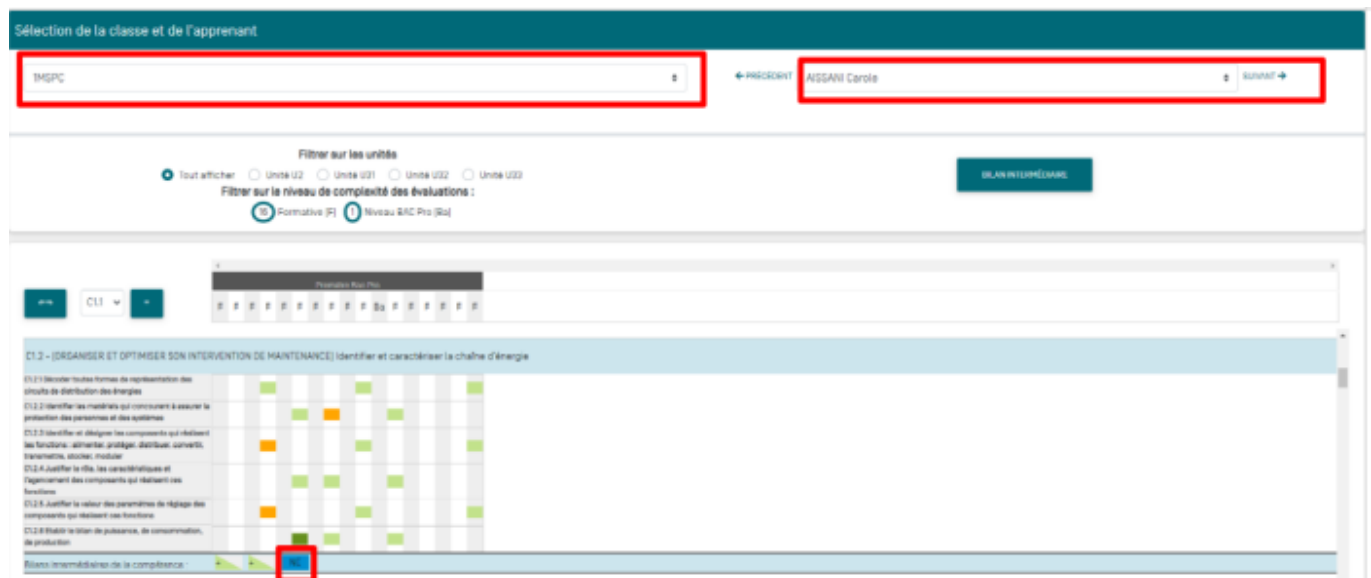 Sélection de la classe et de l'apprenant
1MSPC
← PRÉCÉDENT
AISSANI Carole
SUIVANT →
Filtrer sur les unités
Tout afficher
Unité U2
Unité U31
Unité U32
Unité U33
Filtrer sur le niveau de complexité des évaluations :
Formative [F]
1
Niveau BAC Pro [Ba]
BILAN INTERMÉDIAIRE
C1.1
Première Bac Pro
Ba
C1.2 - (ORGANISER ET OPTIMISER SON INTERVENTION DE MAINTENANCE) Identifier et caractériser la chaîne d'énergie
C1.2.1 Décoder toutes formes de représentation des
circuits de distribution des énergies
C1.2.2 Identifier les matériels qui concourent à assurer la
protection des personnes et des systèmes
C1.2.3 Identifier et désigner les composants qui réalisent
les fonctions : alimenter, protéger, distribuer, convertir,
transmettre, stocker, moduler
C1.2.4 Justifier le rôle, les caractéristiques et
l'agencement des composants qui réalisent ces
fonctions
C1.2.5 Justifier la valeur des paramètres de réglage des
composants qui réalisent ces fonctions
C1.2.6 Etablir le bilan de puissance, de consommation,
de production
Bilans intermédiaires de la compétence :